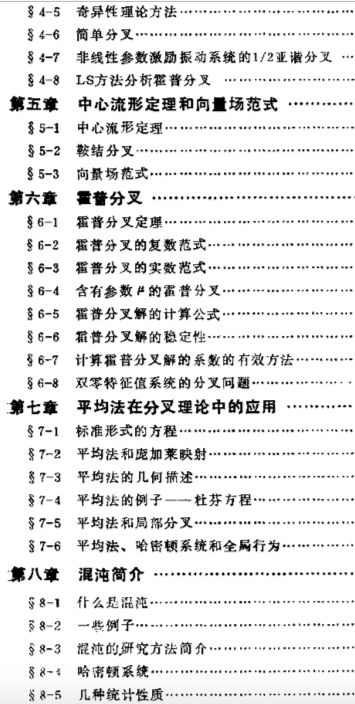 §4-5 奇异性理论方法
§4-6 简单分叉
§4-7 非线性参数激励振动系统的1/2亚谐分叉
§4-8 LS方法分析霍普分叉
第五章 中心流形定理和向量场范式
§5-1 中心流形定理
§5-2 鞍结分叉
§5-3 向量场范式
第六章 霍普分叉
§6-1 霍普分叉定理
§6-2 霍普分叉的复数范式
§6-3 霍普分叉的实数范式
§6-4 含有参数μ的霍普分叉
§6-5 霍普分叉解的计算公式
§6-6 霍普分叉解的稳定性
§6-7 计算霍普分叉解的系数的有效方法
§6-8 双零特征值系统的分叉问题
第七章 平均法在分叉理论中的应用
§7-1 标准形式的方程
§7-2 平均法和庞加莱映射
§7-3 平均法的几何描述
§7-4 平均法的例子——杜芬方程
§7-5 平均法和局部分叉
§7-6 平均法、哈密顿系统和全局行为
第八章 混沌简介
§8-1 什么是混沌
§8-2 一些例子
§8-3 混沌的研究方法简介
§8-4 哈密顿系统
§8-5 几种统计性质